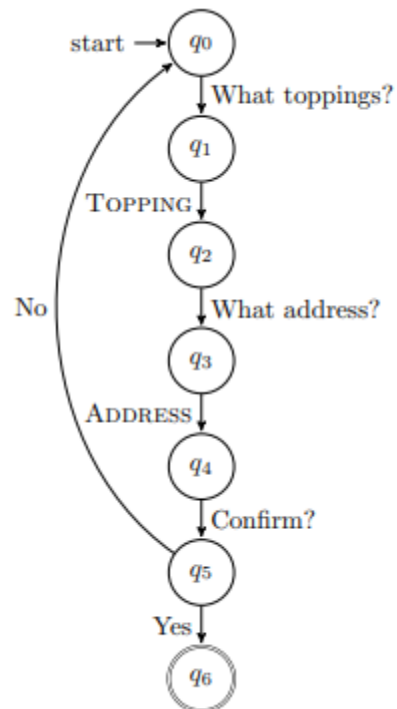 start
q0
What toppings?
q1
TOPPING
q2
What address?
No
q3
ADDRESS
q4
Confirm?
q5
Yes
q6